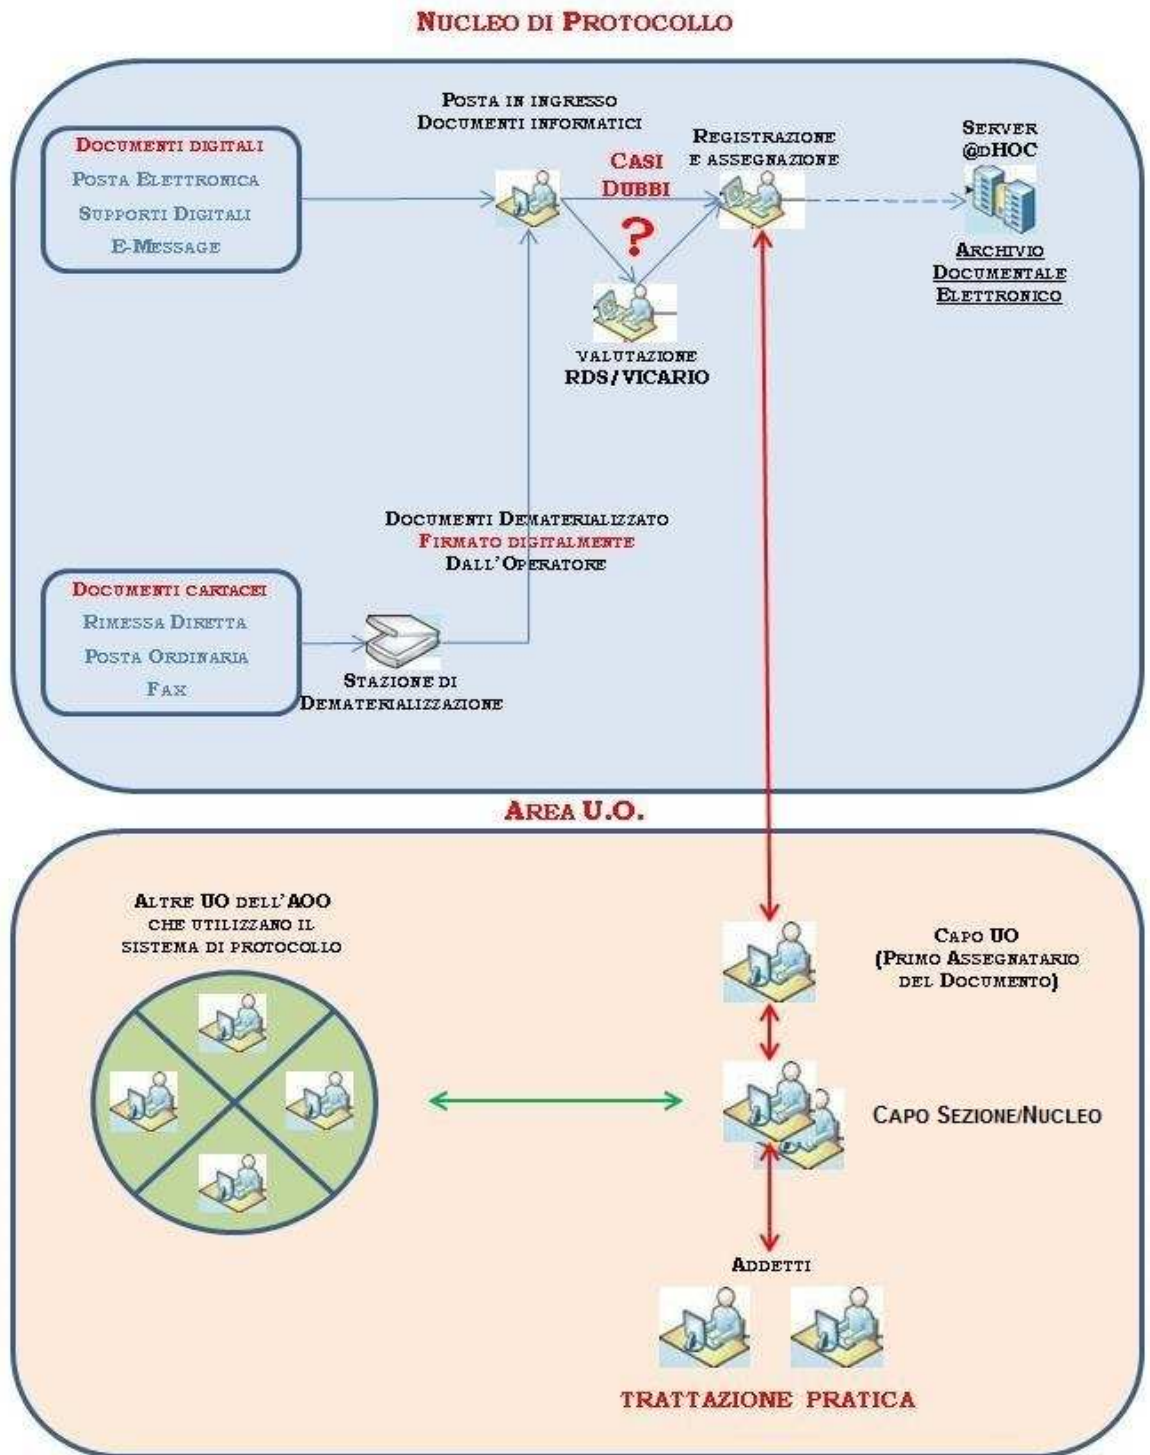 NUCLEO DI PROTOCOLLO
POSTA IN INGRESSO
DOCUMENTI INFORMATICI
DOCUMENTI DIGITALI
POSTA ELETTRONICA
SUPPORTI DIGITALI
E-MESSAGE
CASI
DUBBI
?
REGISTRAZIONE
E ASSEGNAZIONE
SERVER
@DHOC
ARCHIVIO
DOCUMENTALE
ELETTRONICO
VALUTAZIONE
RDS/VICARIO
DOCUMENTI DEMATERIALIZZATO
FIRMATO DIGITALMENTE
DALL'OPERATORE
DOCUMENTI CARTACEI
RIMESSA DIRETTA
POSTA ORDINARIA
FAX
STAZIONE DI
DEMATERIALIZZAZIONE
AREA U.O.
ALTRE UO DELL'AOO
CHE UTILIZZANO IL
SISTEMA DI PROTOCOLLO
CAPO UO
(PRIMO ASSEGNATARIO
DEL DOCUMENTO)
CAPO SEZIONE/NUCLEO
ADDETTI
TRATTAZIONE PRATICA